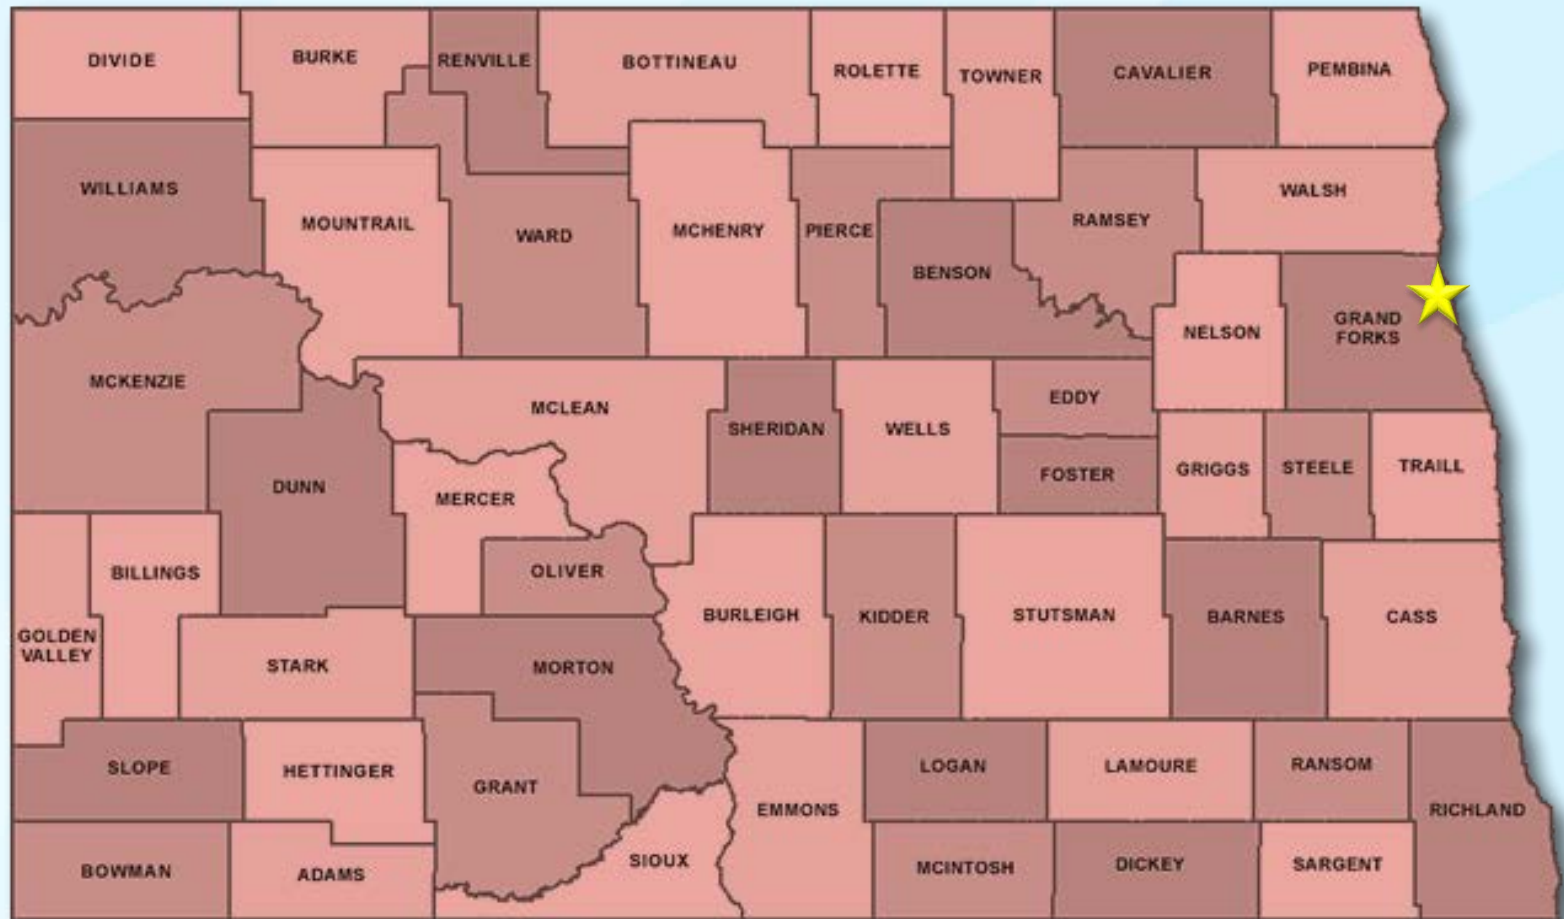 DIVIDE
BURKE
RENVILLE
BOTTINEAU
ROLETTE
TOWNER
CAVALIER
PEMBINA
WILLIAMS
MOUNTRAIL
WARD
MCHENRY
PIERCE
BENSON
RAMSEY
WALSH
NELSON
GRAND
FORKS
MCKENZIE
DUNN
MCLEAN
MERCER
OLIVER
SHERIDAN
WELLS
EDDY
FOSTER
GRIGGS
STEELE
TRAILL
GOLDEN
VALLEY
BILLINGS
STARK
MORTON
BURLEIGH
KIDDER
STUTSMAN
BARNES
CASS
SLOPE
HETTINGER
GRANT
EMMONS
LOGAN
LAMOURE
RANSOM
RICHLAND
BOWMAN
ADAMS
SIOUX
MCINTOSH
DICKEY
SARGENT